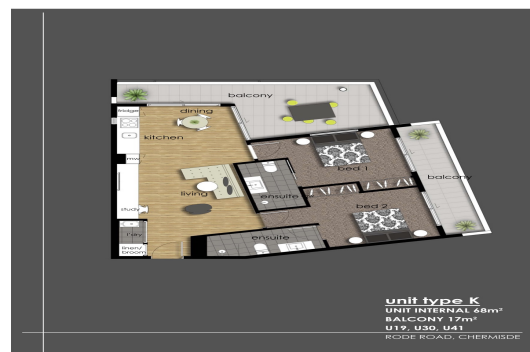 balcony
dining
fridge
kitchen
mw
bed 1
balcony
living
ensuite
study
bed 2
l'dry
ensuite
linen/
broom
unit type K
UNIT INTERNAL 68m²
BALCONY 17m²
U19, U30, U41
RODE ROAD, CHERMISDE